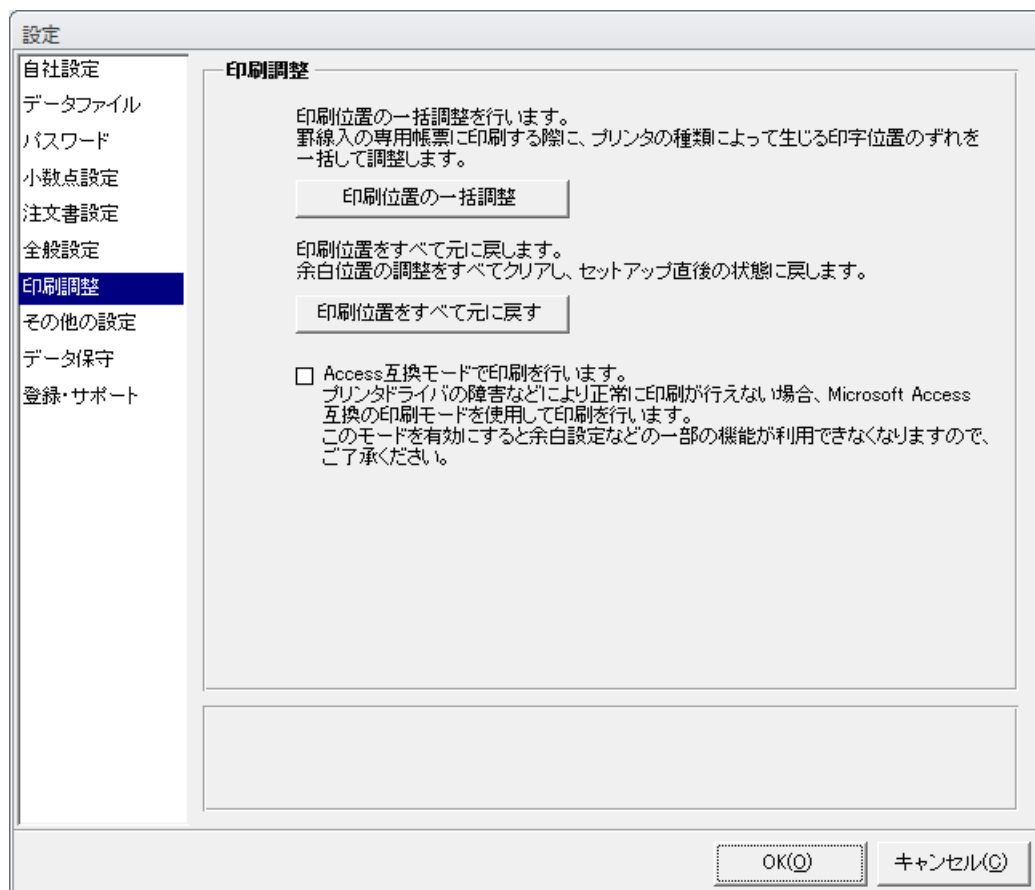 設定
自社設定
データファイル
パスワード
小数点設定
注文書設定
全般設定
印刷調整
その他の設定
データ保守
登録・サポート
印刷調整
印刷位置の一括調整を行います。
罫線入の専用帳票に印刷する際に、プリンタの種類によって生じる印字位置のずれを
一括して調整します。
印刷位置の一括調整
印刷位置をすべて元に戻します。
余白位置の調整をすべてクリアし、セットアップ直後の状態に戻します。
印刷位置をすべて元に戻す
Access互換モードで印刷を行います。
プリンタドライバの障害などにより正常に印刷が行えない場合、Microsoft Access
互換の印刷モードを使用して印刷を行います。
このモードを有効にすると余白設定などの一部の機能が利用できなくなりますので、
ご了承ください。
OK(O)
キャンセル(C)